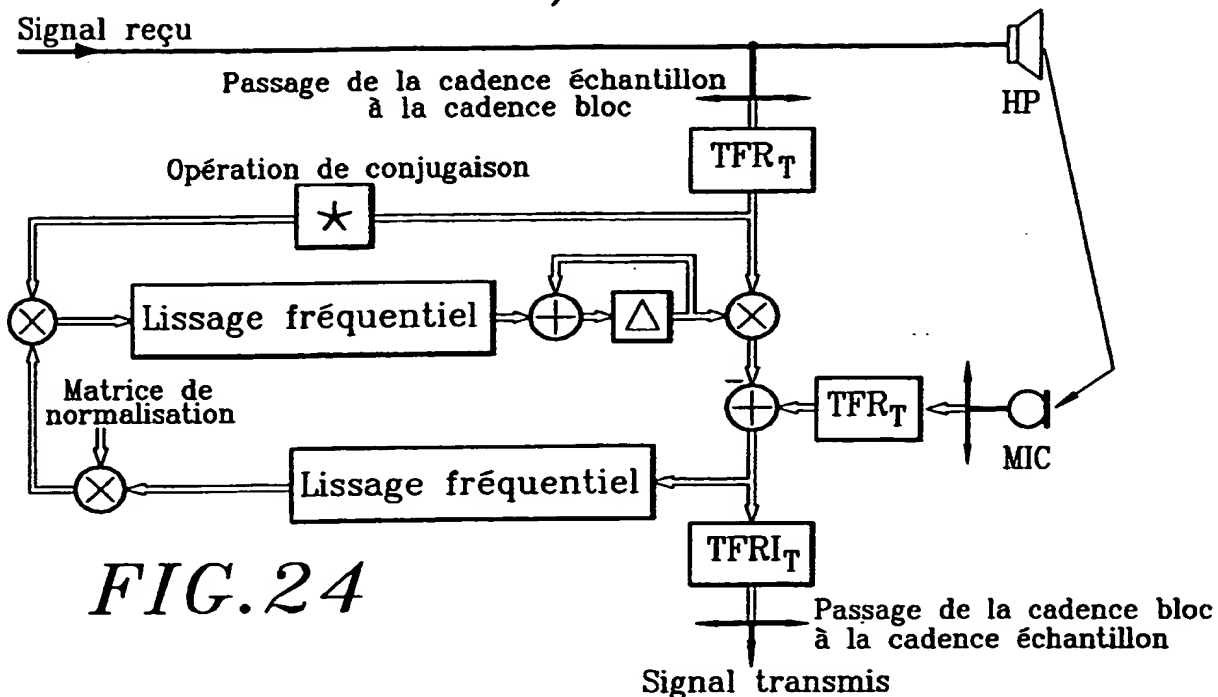 Signal reçu
Passage de la cadence échantillon
à la cadence bloc
HP
TFR_T
Opération de conjugaison
Lissage fréquentiel
Δ
Matrice de
normalisation
TFR_T
MIC
Lissage fréquentiel
TFRI_T
FIG.24
Passage de la cadence bloc
à la cadence échantillon
Signal transmis